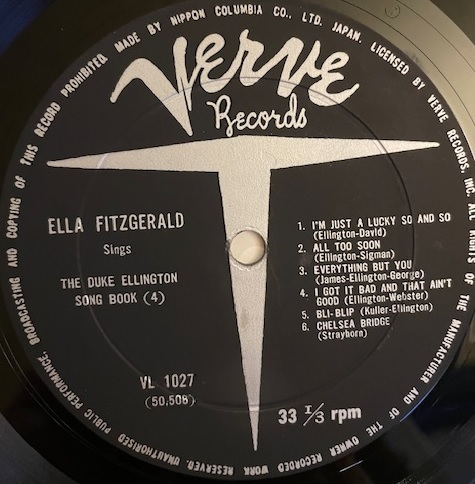 BROADCASTING AND COPYING OF THIS RECORD PROHIBITED. MADE BY NIPPON COLUMBIA CO., LTD. JAPAN. LICENSED BY VERVE RECORDS, INC. ALL RIGHTS OF THE MANUFACTURER AND OF THE OWNER RECORDED WORK RESERVED. UNAUTHORISED PUBLIC PERFORMANCE.
Verve
Records
ELLA FITZGERALD
Sings
THE DUKE ELLINGTON
SONG BOOK (4)
VL 1027
(50,508)
1. I'M JUST A LUCKY SO AND SO
(Ellington-David)
2. ALL TOO SOON
(Ellington-Sigman)
3. EVERYTHING BUT YOU
(James-Ellington-George)
4. I GOT IT BAD AND THAT AIN'T
GOOD (Ellington-Webster)
5. BLI-BLIP (Kuller-Ellington)
6. CHELSEA BRIDGE
(Strayborn)
33 1/3 rpm